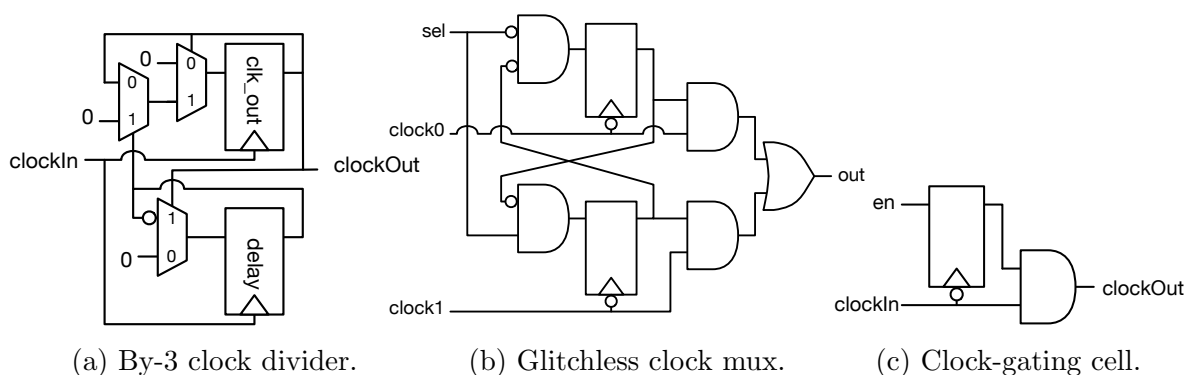 0
0
clk_out
0
1
0
1
clockIn
clockOut
1
0
0
delay
(a) By-3 clock divider.
sel
clock0
out
clock1
(b) Glitchless clock mux.
en
clockIn
clockOut
(c) Clock-gating cell.